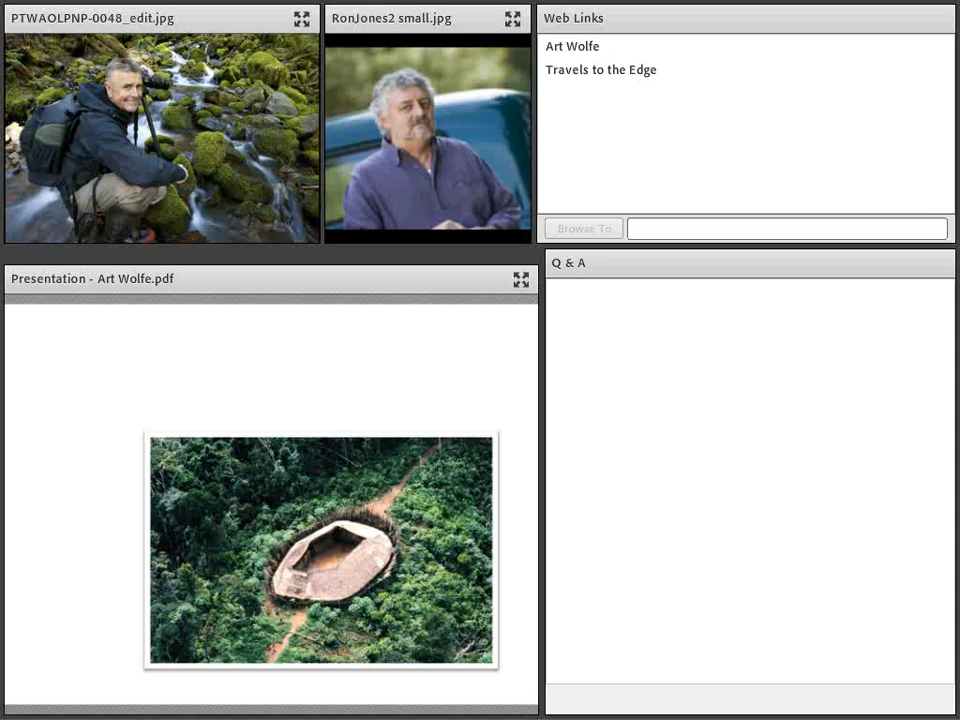 PTWAOLPNP-0048_edit.jpg
RonJones2 small.jpg
Web Links
Art Wolfe
Travels to the Edge
Browse To
Presentation - Art Wolfe.pdf
Q & A